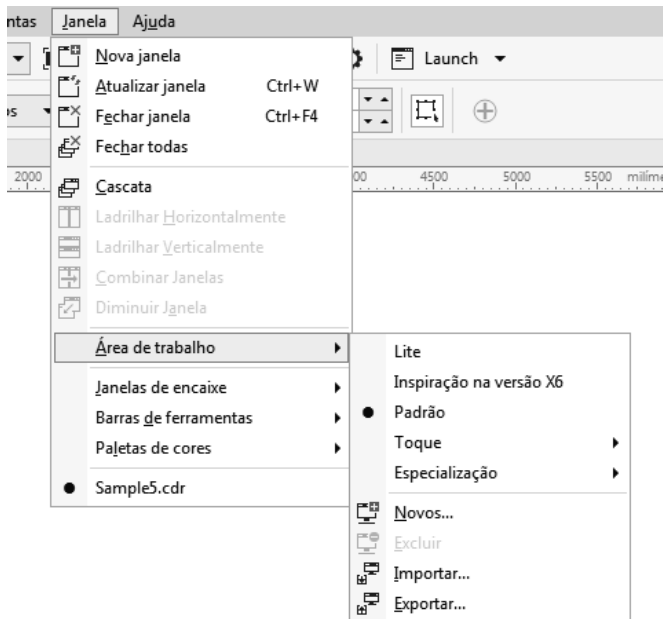 ntas Janela Ajuda
Launch
Nova janela
Atualizar janela Ctrl+W
Fechar janela Ctrl+F4
Fechar todas
2000 4500 5000 5500
Cascata
Ladrilhar Horizontalmente
Ladrilhar Verticalmente
Combinar Janelas
Diminuir Janela
Área de trabalho
Janelas de encaixe
Barras de ferramentas
Paletas de cores
Sample5.cdr
Lite
Inspiração na versão X6
Padrão
Toque
Especialização
Novos...
Excluir
Importar...
Exportar...